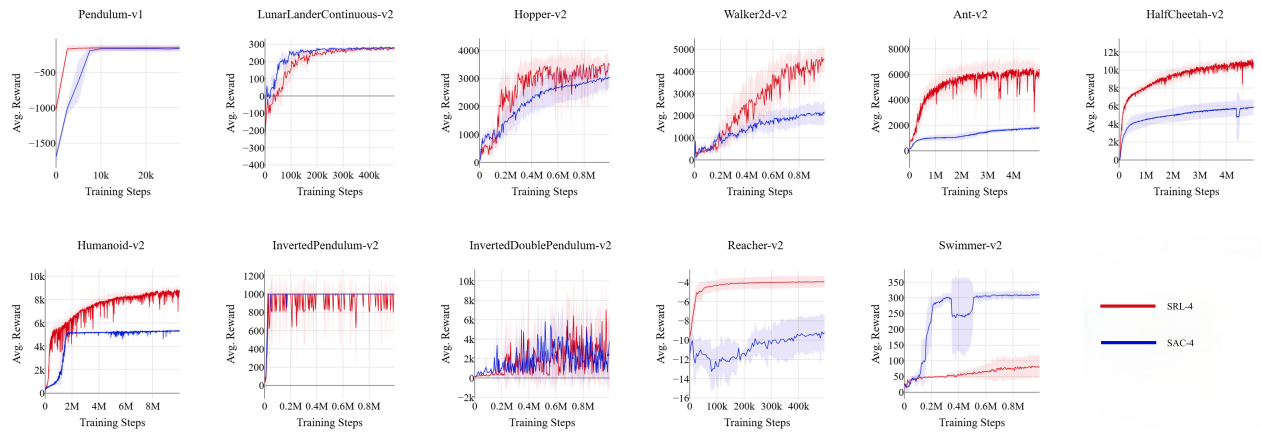 Pendulum-v1
−500
−1000
−1500
0
10k
20k
Avg. Reward
Training Steps
LunarLanderContinuous-v2
300
200
100
0
−100
−200
−300
−400
0
100k
200k
300k
400k
Avg. Reward
Training Steps
Hopper-v2
4000
3000
2000
1000
0
0
0.2M
0.4M
0.6M
0.8M
Avg. Reward
Training Steps
Walker2d-v2
5000
4000
3000
2000
1000
0
0
0.2M
0.4M
0.6M
0.8M
Avg. Reward
Training Steps
Ant-v2
8000
6000
4000
2000
0
0
1M
2M
3M
4M
Avg. Reward
Training Steps
HalfCheetah-v2
12k
10k
8k
6k
4k
2k
0
0
1M
2M
3M
4M
Avg. Reward
Training Steps
Humanoid-v2
10k
8k
6k
4k
2k
0
0
2M
4M
6M
8M
Avg. Reward
Training Steps
InvertedPendulum-v2
1200
1000
800
600
400
200
0
0
0.2M
0.4M
0.6M
0.8M
Avg. Reward
Training Steps
InvertedDoublePendulum-v2
10k
8k
6k
4k
2k
0
−2k
0
0.2M
0.4M
0.6M
0.8M
Avg. Reward
Training Steps
Reacher-v2
−4
−6
−8
−10
−12
−14
−16
0
100k
200k
300k
400k
Avg. Reward
Training Steps
Swimmer-v2
350
300
250
200
150
100
50
0
0
0.2M
0.4M
0.6M
0.8M
Avg. Reward
Training Steps
SRL-4
SAC-4